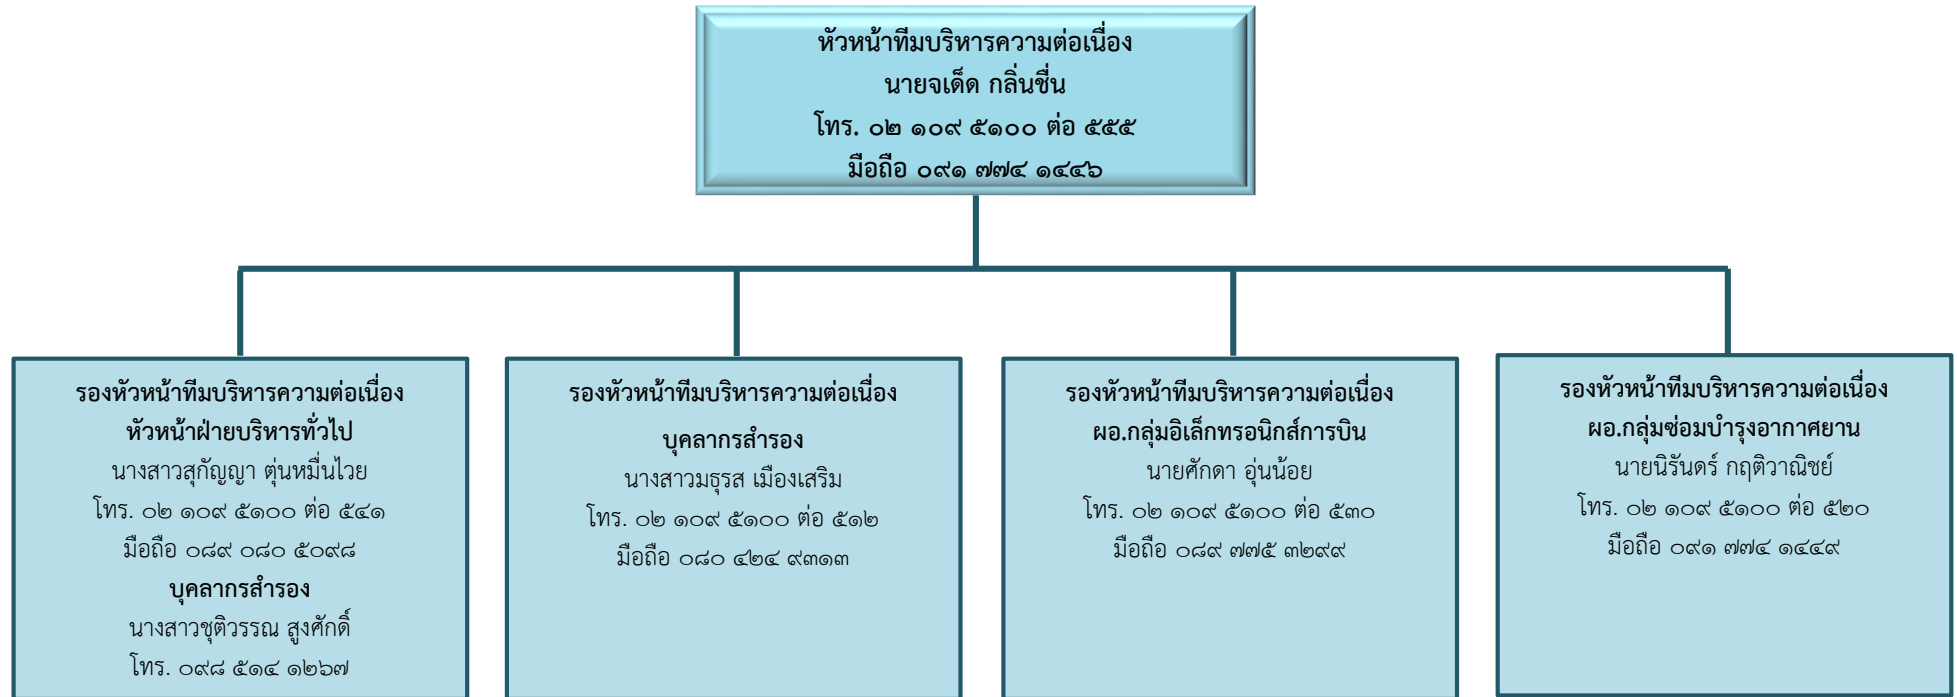 หัวหน้าทีมบริหารความต่อเนื่อง
นายจเด็ด กลิ่นชื่น
โทร. ๐๒ ๑๐๙ ๕๑๐๐ ต่อ ๕๕๕
มือถือ ๐๙๑ ๗๗๔ ๑๔๔๖
รองหัวหน้าทีมบริหารความต่อเนื่อง
หัวหน้าฝ่ายบริหารทั่วไป
นางสาวสุกัญญา ตุ่นหมื่นไวย
โทร. ๐๒ ๑๐๙ ๕๑๐๐ ต่อ ๕๔๑
มือถือ ๐๘๙ ๐๘๐ ๕๐๙๘
บุคลากรสำรอง
นางสาวชุติวรรณ สูงศักดิ์
โทร. ๐๙๘ ๕๑๔ ๑๒๖๗
รองหัวหน้าทีมบริหารความต่อเนื่อง
บุคลากรสำรอง
นางสาวมธุรส เมืองเสริม
โทร. ๐๒ ๑๐๙ ๕๑๐๐ ต่อ ๕๑๒
มือถือ ๐๘๐ ๔๒๔ ๙๓๑๓
รองหัวหน้าทีมบริหารความต่อเนื่อง
ผอ.กลุ่มอิเล็กทรอนิกส์การบิน
นายศักดา อุ่นน้อย
โทร. ๐๒ ๑๐๙ ๕๑๐๐ ต่อ ๕๓๐
มือถือ ๐๘๙ ๗๗๕ ๓๒๙๙
รองหัวหน้าทีมบริหารความต่อเนื่อง
ผอ.กลุ่มซ่อมบำรุงอากาศยาน
นายนิรันดร์ กฤติวาณิชย์
โทร. ๐๒ ๑๐๙ ๕๑๐๐ ต่อ ๕๒๐
มือถือ ๐๙๑ ๗๗๔ ๑๔๔๙